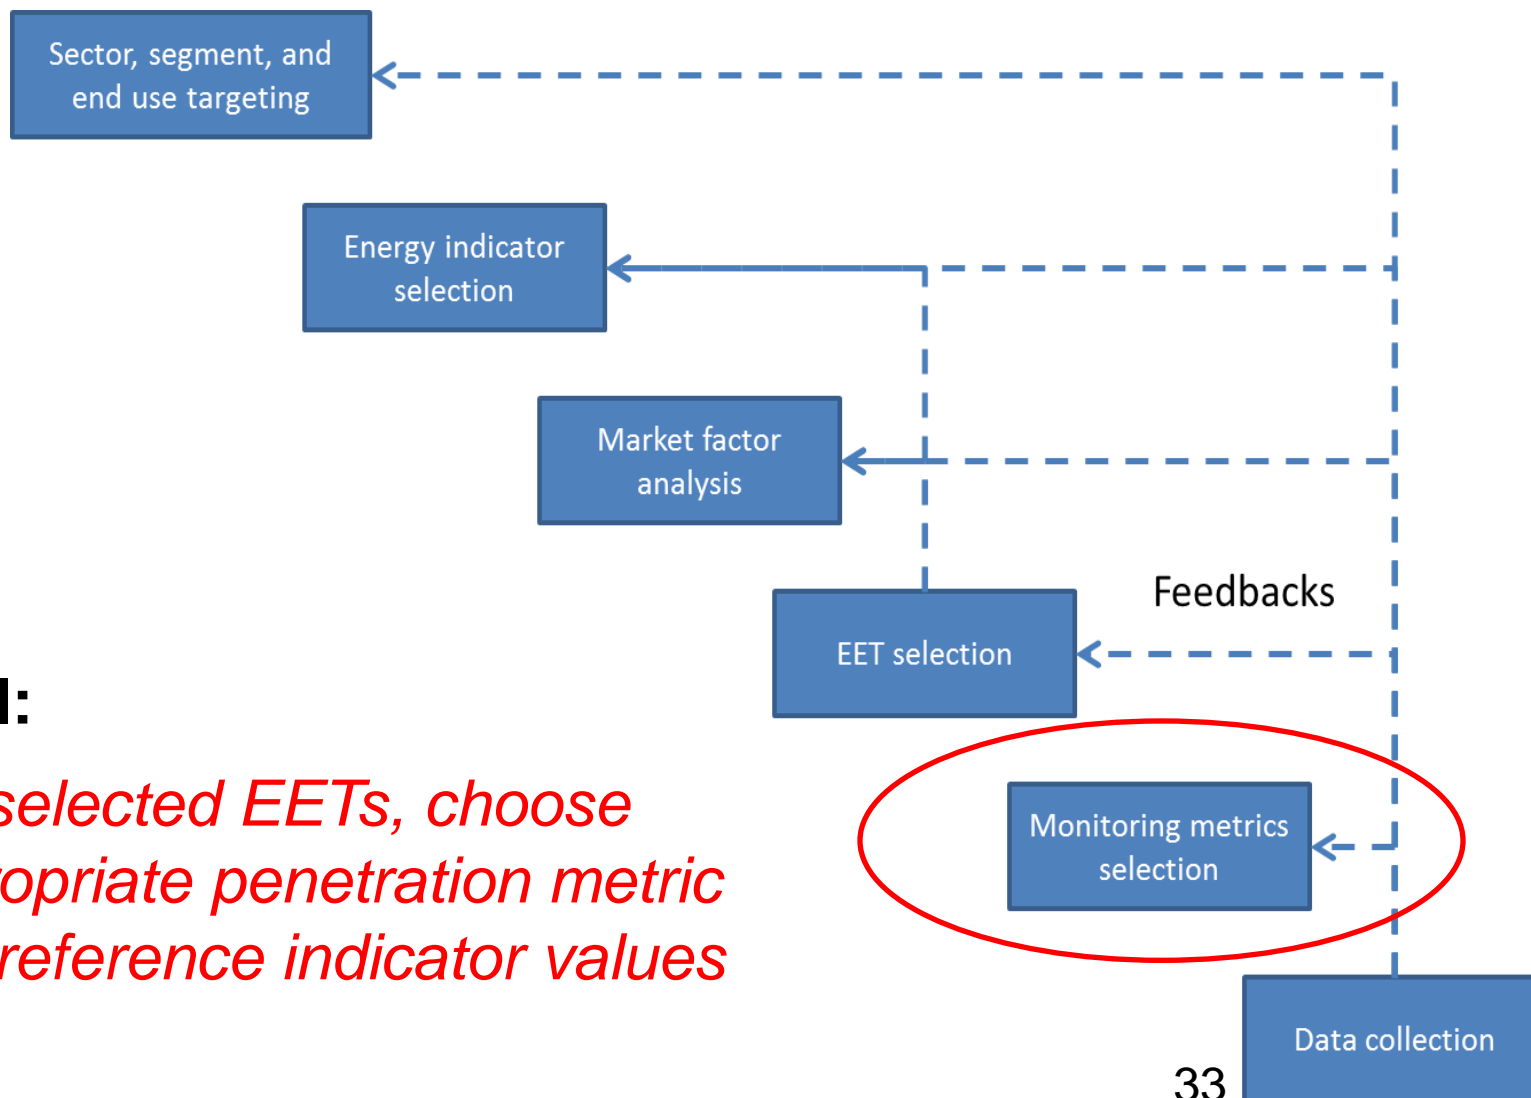 Sector, segment, and
end use targeting
Energy indicator
selection
Market factor
analysis
Feedbacks
EET selection
:
selected EETs, choose
ropriate penetration metric
reference indicator values
Monitoring metrics
selection
Data collection
33